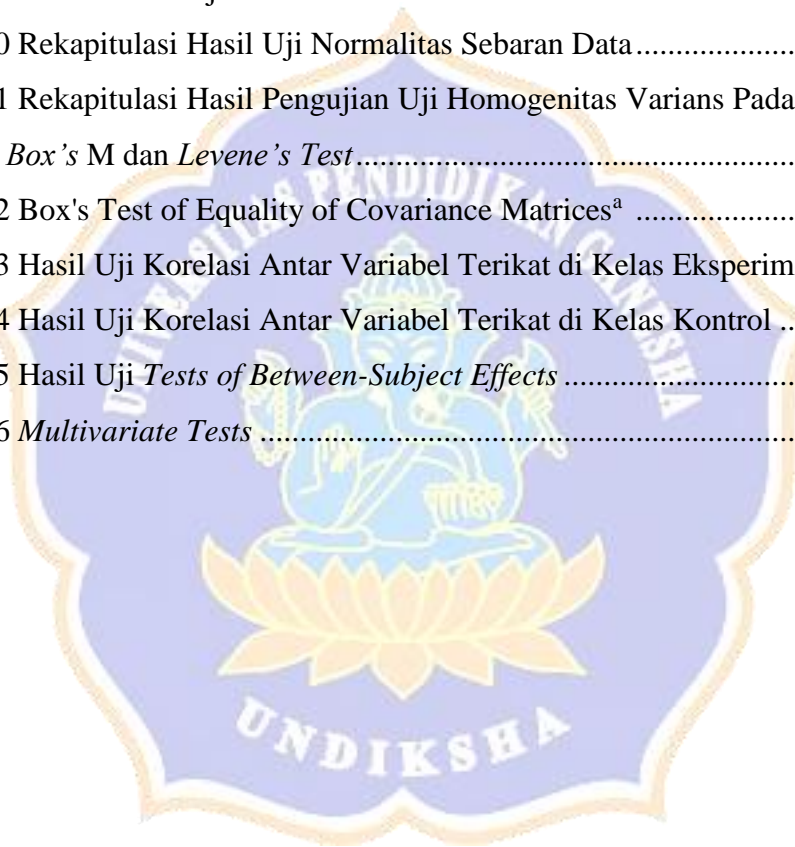 0 Rekapitulasi Hasil Uji Normalitas Sebaran Data....................
1 Rekapitulasi Hasil Pengujian Uji Homogenitas Varians Pada
Box's M dan Levene's Test....................
2 Box's Test of Equality of Covariance Matricesᵃ ....................
3 Hasil Uji Korelasi Antar Variabel Terikat di Kelas Eksperim
4 Hasil Uji Korelasi Antar Variabel Terikat di Kelas Kontrol ..
5 Hasil Uji Tests of Between-Subject Effects....................
6 Multivariate Tests....................
UNIVERSITAS PENDIDIKAN GANESHA
UNDIKSHA